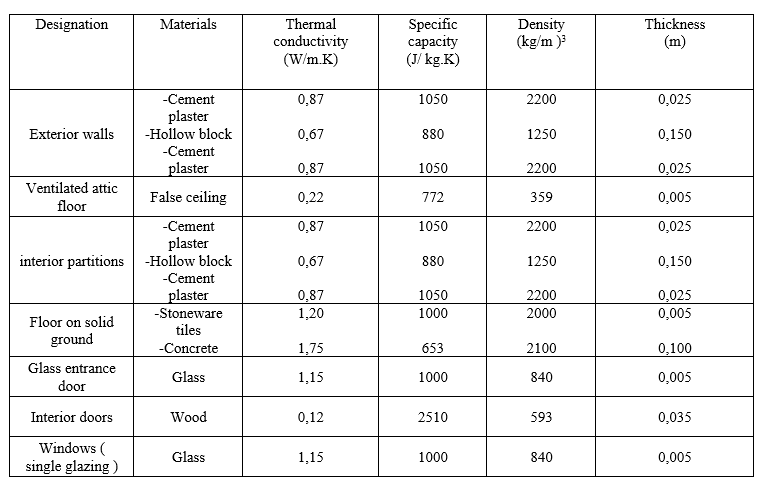 Designation Materials Thermal conductivity (W/m.K) Specific capacity (J/ kg.K) Density (kg/m )³ Thickness (m)
Exterior walls
-Cement plaster 0,87 1050 2200 0,025
-Hollow block 0,67 880 1250 0,150
-Cement plaster 0,87 1050 2200 0,025
Ventilated attic floor False ceiling 0,22 772 359 0,005
interior partitions
-Cement plaster 0,87 1050 2200 0,025
-Hollow block 0,67 880 1250 0,150
-Cement plaster 0,87 1050 2200 0,025
Floor on solid ground
-Stoneware tiles 1,20 1000 2000 0,005
-Concrete 1,75 653 2100 0,100
Glass entrance door Glass 1,15 1000 840 0,005
Interior doors Wood 0,12 2510 593 0,035
Windows ( single glazing ) Glass 1,15 1000 840 0,005